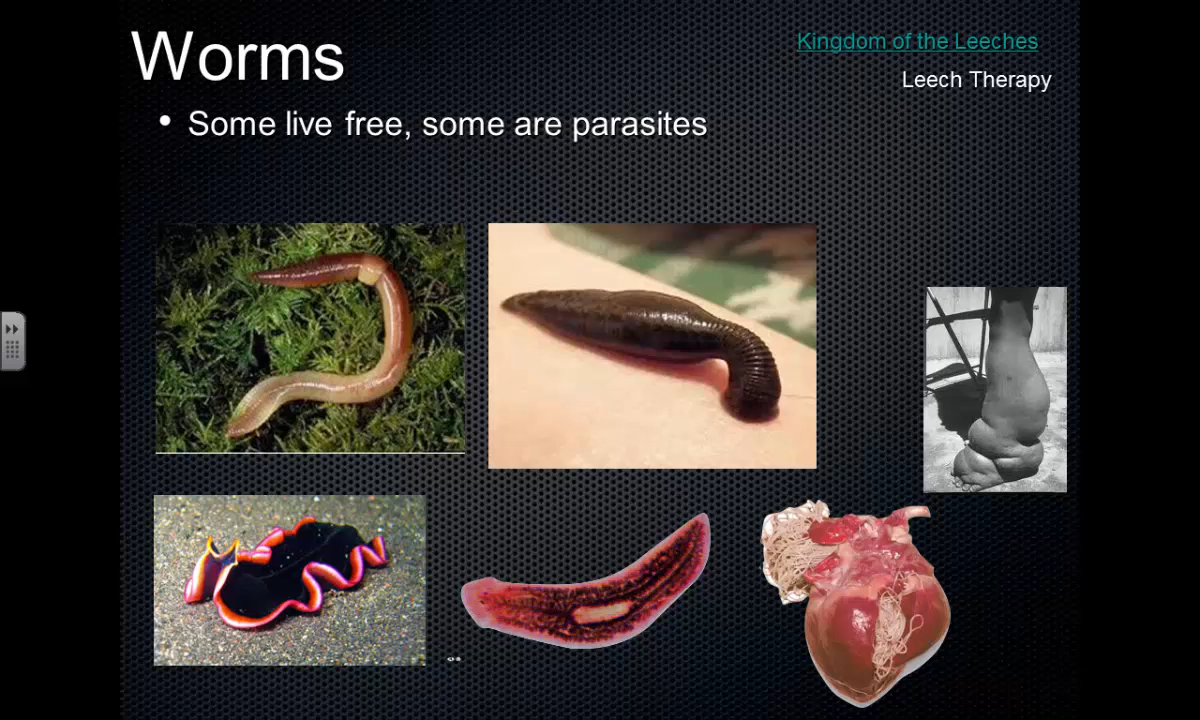 Worms
Kingdom of the Leeches
Leech Therapy
• Some live free, some are parasites